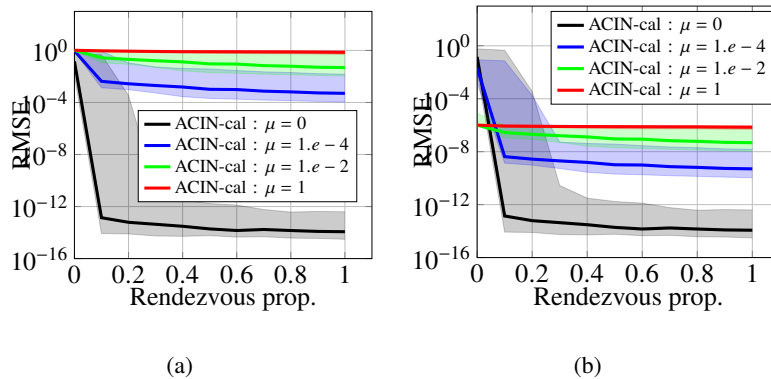 10^0
10^{-4}
10^{-8}
10^{-12}
10^{-16}
RMSE
ACIN-cal : μ = 0
ACIN-cal : μ = 1.e − 4
ACIN-cal : μ = 1.e − 2
ACIN-cal : μ = 1
0 0.2 0.4 0.6 0.8 1
Rendezvous prop.
(a)
10^0
10^{-4}
10^{-8}
10^{-12}
10^{-16}
RMSE
ACIN-cal : μ = 0
ACIN-cal : μ = 1.e − 4
ACIN-cal : μ = 1.e − 2
ACIN-cal : μ = 1
0 0.2 0.4 0.6 0.8 1
Rendezvous prop.
(b)